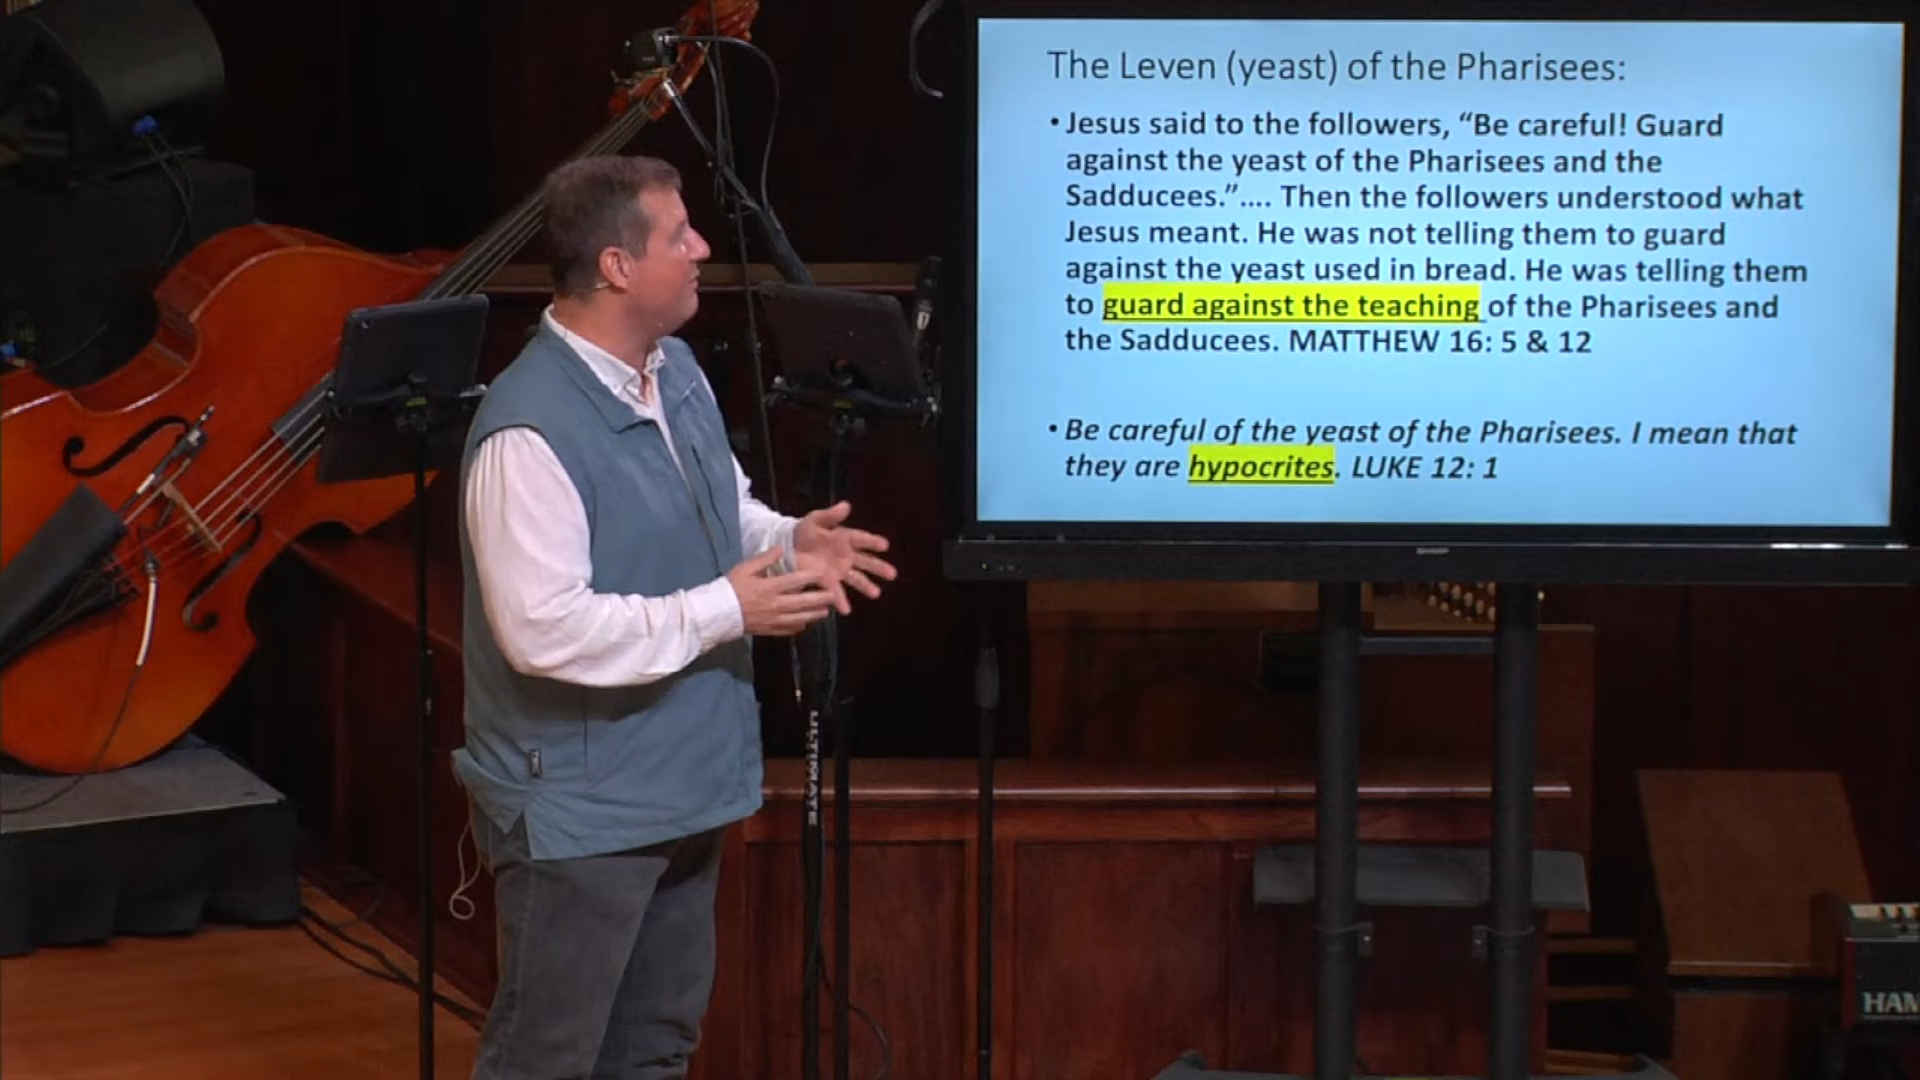 The Leven (yeast) of the Pharisees:
• Jesus said to the followers, “Be careful! Guard
against the yeast of the Pharisees and the
Sadducees.”.... Then the followers understood what
Jesus meant. He was not telling them to guard
against the yeast used in bread. He was telling them
to guard against the teaching of the Pharisees and
the Sadducees. MATTHEW 16: 5 & 12
• Be careful of the yeast of the Pharisees. I mean that
they are hypocrites. LUKE 12: 1
SHARP
ULTIMATE
HAM